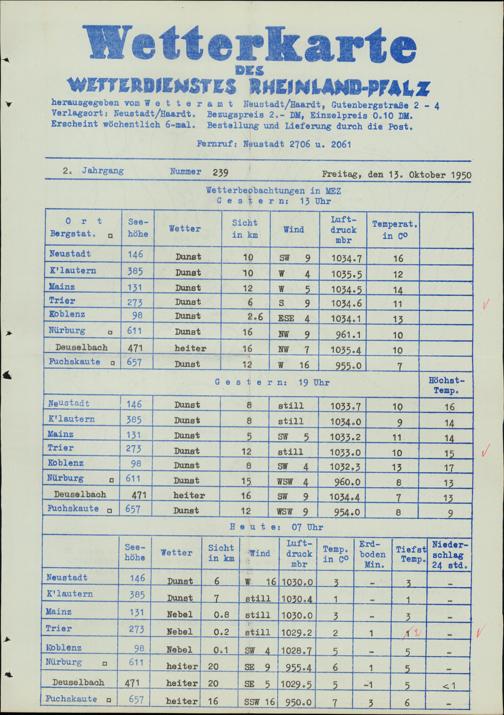 Wetterkarte
DES
WETTERDIENSTES RHEINLAND-PFALZ
herausgegeben vom Wetteramt Neustadt/Haardt, Gutenbergstraße 2 - 4
Verlagsort: Neustadt/Haardt. Bezugspreis 2.- DM, Einzelpreis 0.10 DM.
Erscheint wöchentlich 6-mal. Bestellung und Lieferung durch die Post.
Fernruf: Neustadt 2706 u. 2061
2. Jahrgang Nummer 239 Freitag, den 13. Oktober 1950
Wetterbeobachtungen in MEZ
Gestern: 13 Uhr
Ort Bergstat. □ Seehöhe Wetter Sicht in km Wind Luftdruck mbr Temperat. in C°
Neustadt 146 Dunst 10 SW 9 1034.7 16
K'lautern 385 Dunst 10 W 4 1035.5 12
Mainz 131 Dunst 12 W 5 1034.5 14
Trier 273 Dunst 6 S 9 1034.6 11
Koblenz 98 Dunst 2.6 ESE 4 1034.1 13
Nürburg □ 611 Dunst 16 NW 9 961.1 10
Deuselbach 471 heiter 16 NW 7 1035.4 10
Fuchskaute □ 657 Dunst 12 W 16 955.0 7
Gestern: 19 Uhr Höchst-Temp.
Neustadt 146 Dunst 8 still 1033.7 10 16
K'lautern 385 Dunst 8 still 1034.0 9 14
Mainz 131 Dunst 5 SW 5 1033.2 11 14
Trier 273 Dunst 12 still 1033.0 10 15
Koblenz 98 Dunst 8 SW 4 1032.3 13 17
Nürburg □ 611 Dunst 15 WSW 4 960.0 8 13
Deuselbach 471 heiter 16 SW 9 1034.4 7 13
Fuchskaute □ 657 Dunst 12 WSW 9 954.0 8 9
Heute: 07 Uhr
Seehöhe Wetter Sicht in km Wind Luftdruck mbr Temp. in C° Erdboden Min. Tiefst Temp. Niederschlag 24 std.
Neustadt 146 Dunst 6 W 16 1030.0 3 - 3 -
K'lautern 385 Dunst 7 still 1030.4 1 - 1 -
Mainz 131 Nebel 0.8 still 1030.0 3 - 3 -
Trier 273 Nebel 0.2 still 1029.2 2 1 -
Koblenz 98 Nebel 0.1 SW 4 1028.7 5 - 5 -
Nürburg □ 611 heiter 20 SE 9 955.4 6 1 5 -
Deuselbach 471 heiter 20 SE 5 1029.5 5 -1 5 <1
Fuchskaute □ 657 heiter 16 SSW 16 950.0 7 3 6 -